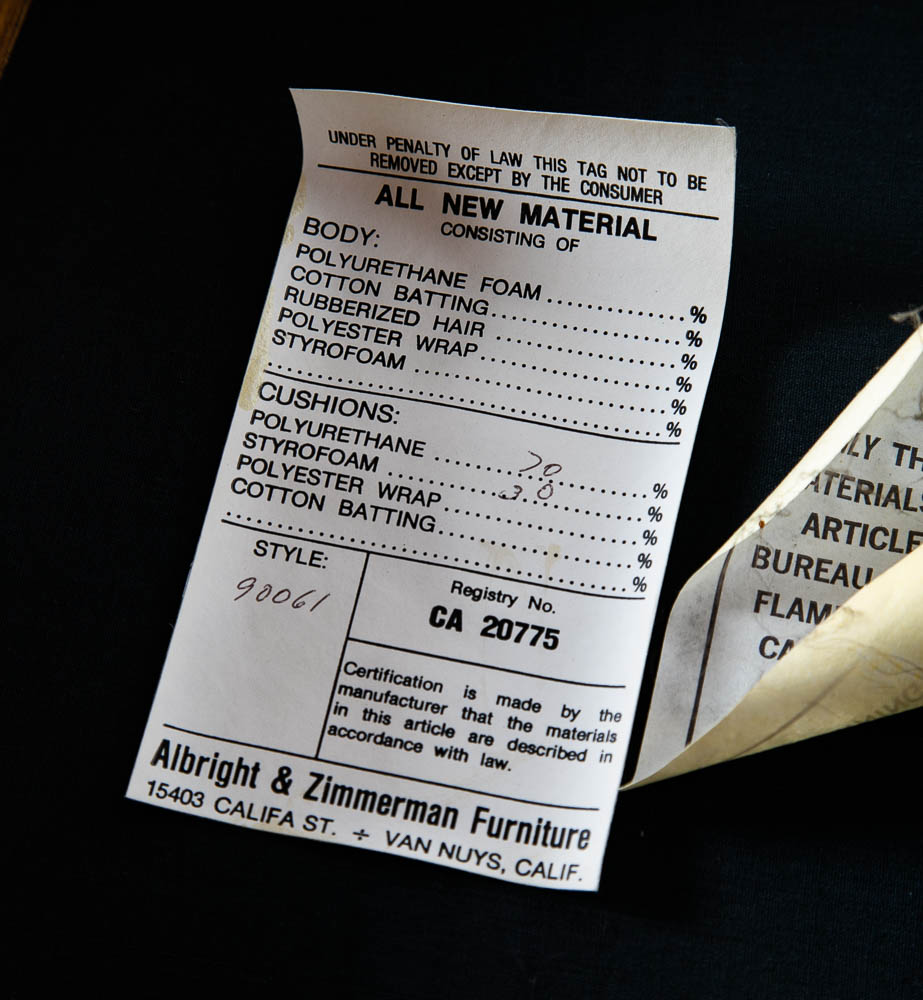 UNDER PENALTY OF LAW THIS TAG NOT TO BE
REMOVED EXCEPT BY THE CONSUMER
ALL NEW MATERIAL
CONSISTING OF
BODY:
POLYURETHANE FOAM..............%
COTTON BATTING....................%
RUBBERIZED HAIR ...................%
POLYESTER WRAP....................%
STYROFOAM ..........................%
.........................................%
CUSHIONS:
POLYURETHANE ........70..........%
STYROFOAM ...........30..........%
POLYESTER WRAP....................%
COTTON BATTING....................%
.........................................%
STYLE:
90061
Registry No.
CA 20775
Certification is made by the
manufacturer that the materials
in this article are described in
accordance with law.
Albright & Zimmerman Furniture
15403 CALIFA ST. ÷ VAN NUYS, CALIF.
LY TH
ATERIAL
ARTICLE
BUREAU
FLAM
CA